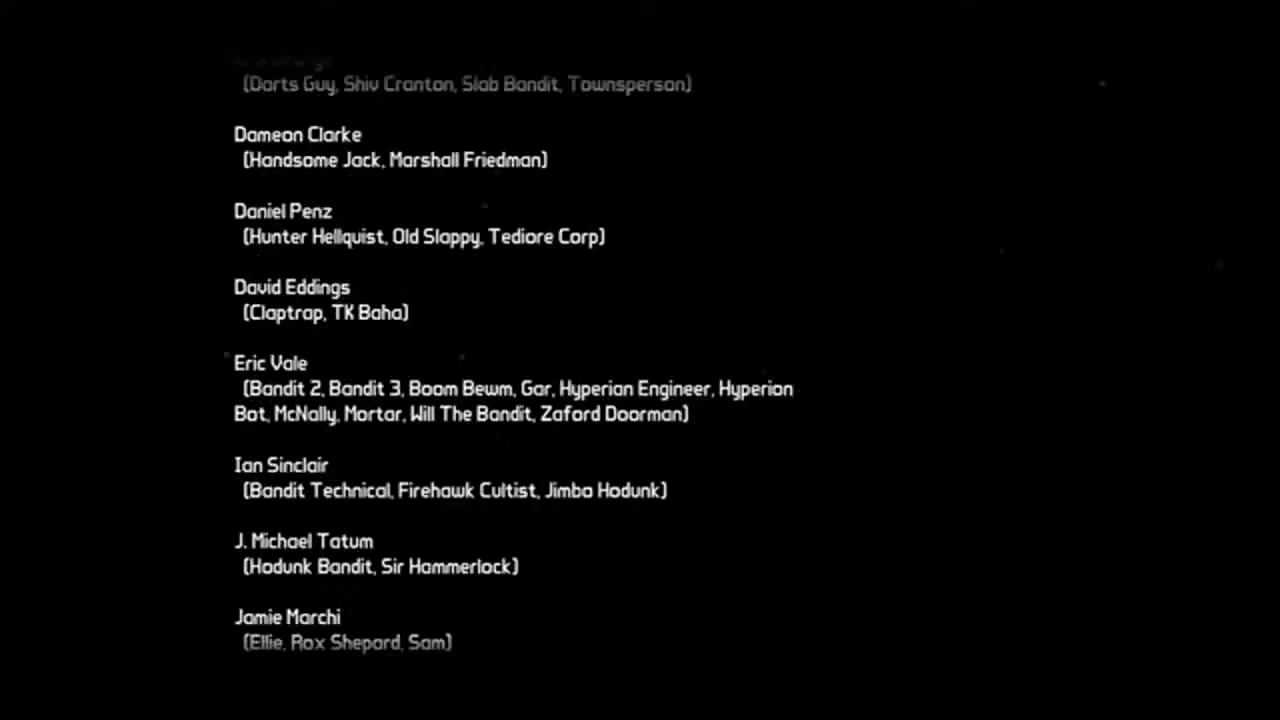 (Darts Guy, Shiv Cranton, Slab Bandit, Townsperson)
Dameon Clarke
(Handsome Jack, Marshall Friedman)
Daniel Penz
(Hunter Hellquist, Old Slappy, Tediore Corp)
David Eddings
(Claptrap, TK Baha)
Eric Vale
(Bandit 2, Bandit 3, Boom Bewm, Gar, Hyperian Engineer, Hyperion
Bot, McNally, Mortar, Will The Bandit, Zaford Doorman)
Ian Sinclair
(Bandit Technical, Firehawk Cultist, Jimbo Hodunk)
J. Michael Tatum
(Hodunk Bandit, Sir Hammerlock)
Jamie Marchi
(Ellie, Rox Shepard, Sam)